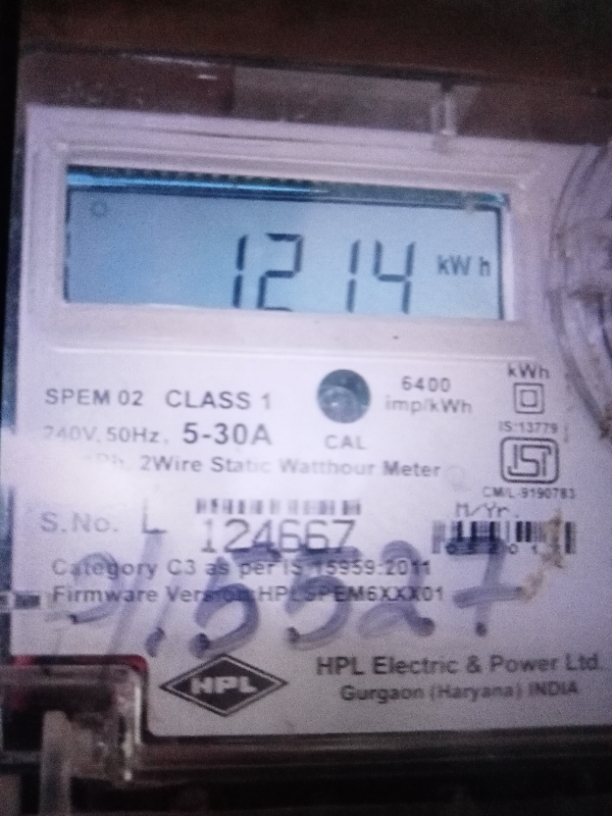 1214 kWh
SPEM 02 CLASS 1
6400 imp/kWh
kWh
240V, 50Hz, 5-30A
CAL
IS:13779
2Wire Static Watthour Meter
ISI
CM/L-9190783
S.No. L 124667
M/Yr.
Category C3 as per IS 15959:2011
Firmware Version:HPLSPEM6XXX01
HPL
HPL Electric & Power Ltd.
Gurgaon (Haryana) INDIA